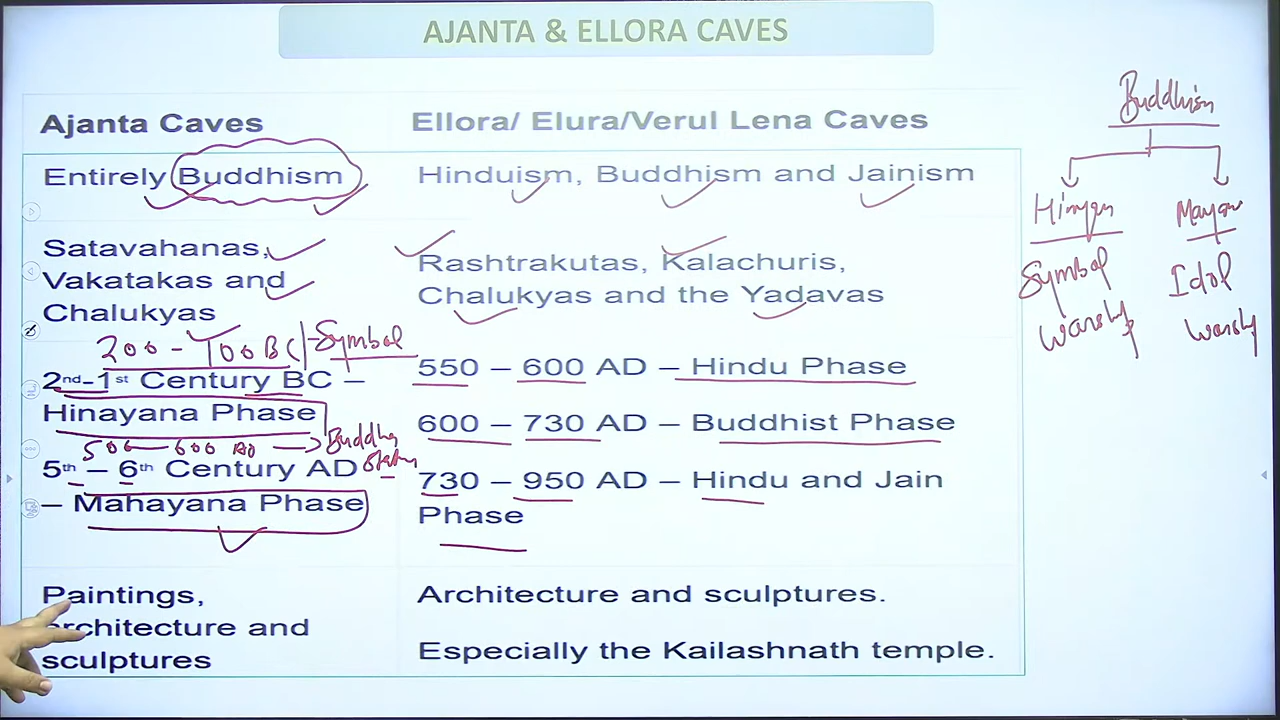 AJANTA & ELLORA CAVES
Ajanta Caves
Ellora/ Elura/Verul Lena Caves
Entirely Buddhism
Hinduism, Buddhism and Jainism
Satavahanas,
Vakatakas and
Chalukyas
Rashtrakutas, Kalachuris,
Chalukyas and the Yadavas
200 - 100 BC - Symbol
2nd-1st Century BC –
Hinayana Phase
500 - 600 AD → Buddha
5th – 6th Century AD
– Mahayana Phase
550 – 600 AD – Hindu Phase
600 – 730 AD – Buddhist Phase
730 – 950 AD – Hindu and Jain
Phase
Paintings,
architecture and
sculptures
Architecture and sculptures.
Especially the Kailashnath temple.
Buddhism
Symbol
Worship
Idol
Worship